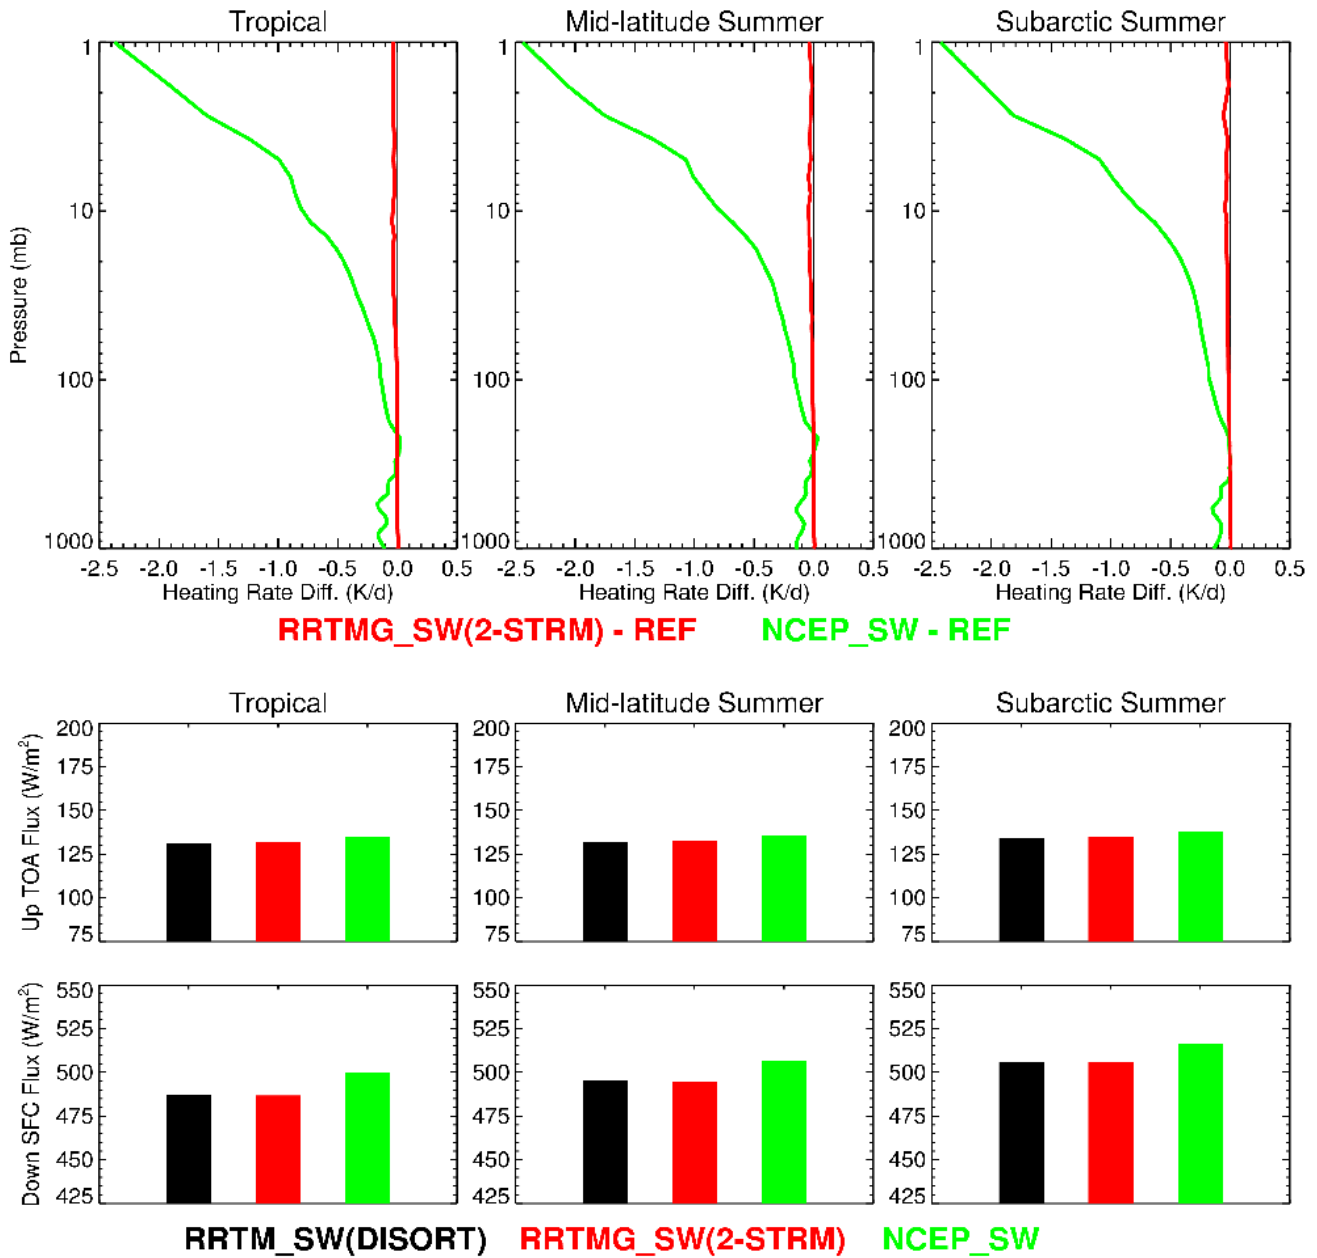 Tropical Mid-latitude Summer Subarctic Summer
1 1 1
10 10 10
Pressure (mb)
100 100 100
1000 1000 1000
-2.5 -2.0 -1.5 -1.0 -0.5 0.0 0.5 -2.5 -2.0 -1.5 -1.0 -0.5 0.0 0.5 -2.5 -2.0 -1.5 -1.0 -0.5 0.0 0.5
Heating Rate Diff. (K/d) Heating Rate Diff. (K/d) Heating Rate Diff. (K/d)
RRTMG_SW(2-STRM) - REF NCEP_SW - REF
Tropical Mid-latitude Summer Subarctic Summer
Up TOA Flux (W/m²)
200 200 200
175 175 175
150 150 150
125 125 125
100 100 100
75 75 75
Down SFC Flux (W/m²)
550 550 550
525 525 525
500 500 500
475 475 475
450 450 450
425 425 425
RRTM_SW(DISORT) RRTMG_SW(2-STRM) NCEP_SW